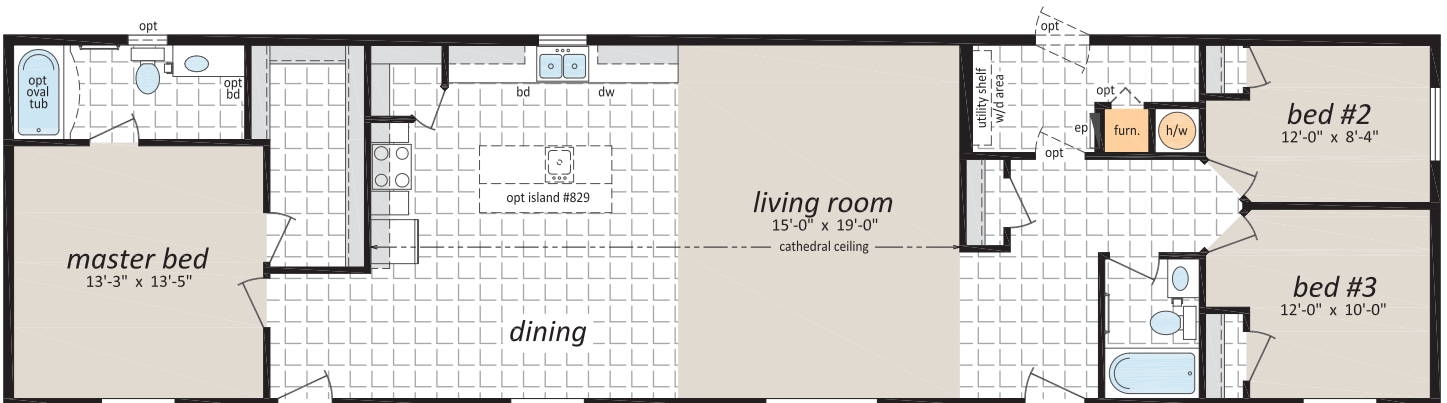 opt
opt
oval
tub
opt
bd
master bed
13'-3" x 13'-5"
bd
dw
opt island #829
dining
living room
15'-0" x 19'-0"
cathedral ceiling
opt
utility shelf
w/d area
opt
ep
furn.
h/w
opt
bed #2
12'-0" x 8'-4"
bed #3
12'-0" x 10'-0"